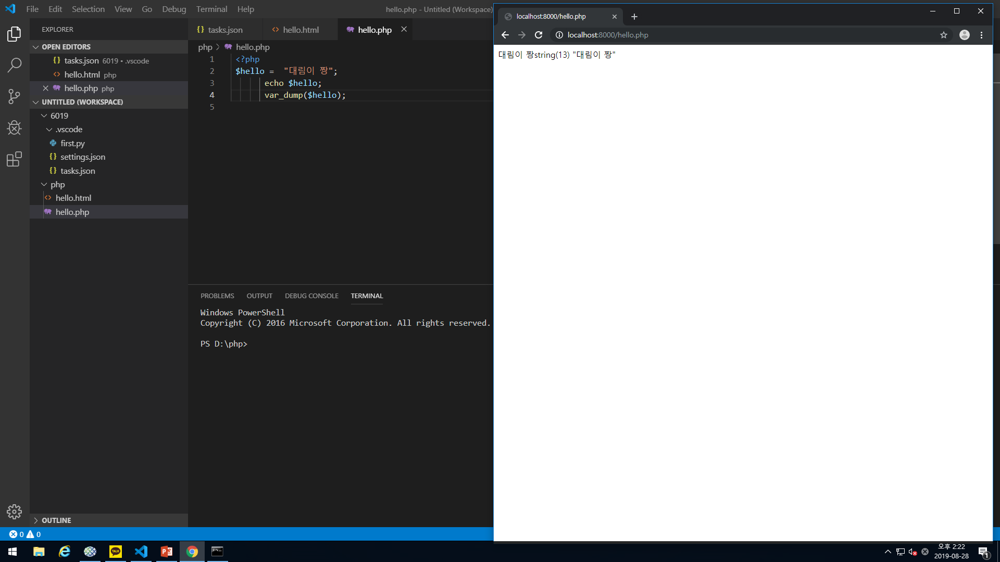 File Edit Selection View Go Debug Terminal Help
hello.php - Untitled (Workspace)
EXPLORER
OPEN EDITORS
tasks.json 6019 • .vscode
hello.html php
hello.php php
UNTITLED (WORKSPACE)
6019
.vscode
first.py
settings.json
tasks.json
php
hello.html
hello.php
OUTLINE
0 0
tasks.json hello.html hello.php
php > hello.php
1 <?php
2 $hello =  "대림이 짱";
3 echo $hello;
4 var_dump($hello);
5
PROBLEMS OUTPUT DEBUG CONSOLE TERMINAL
Windows PowerShell
Copyright (C) 2016 Microsoft Corporation. All rights reserved.
PS D:\php>
localhost:8000/hello.php
localhost:8000/hello.php
대림이 짱string(13) "대림이 짱"
TALK
오후 2:22
2019-08-28
1